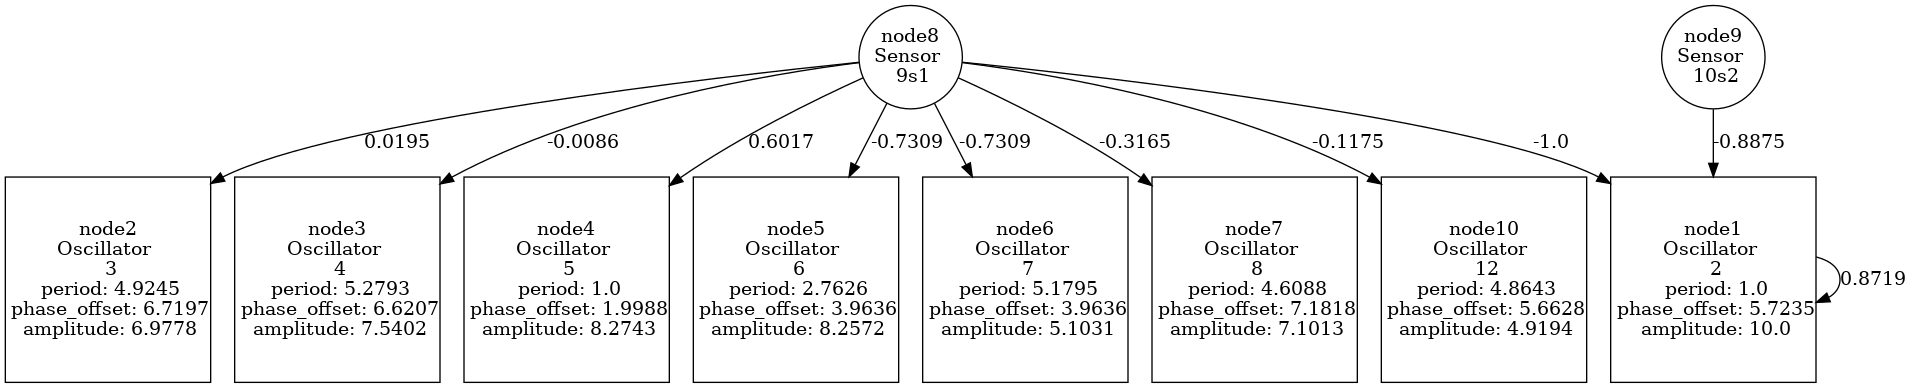 node8
Sensor
9s1
node9
Sensor
10s2
0.0195
-0.0086
0.6017
-0.7309
-0.7309
-0.3165
-0.1175
-1.0
-0.8875
node2
Oscillator
3
period: 4.9245
phase_offset: 6.7197
amplitude: 6.9778
node3
Oscillator
4
period: 5.2793
phase_offset: 6.6207
amplitude: 7.5402
node4
Oscillator
5
period: 1.0
phase_offset: 1.9988
amplitude: 8.2743
node5
Oscillator
6
period: 2.7626
phase_offset: 3.9636
amplitude: 8.2572
node6
Oscillator
7
period: 5.1795
phase_offset: 3.9636
amplitude: 5.1031
node7
Oscillator
8
period: 4.6088
phase_offset: 7.1818
amplitude: 7.1013
node10
Oscillator
12
period: 4.8643
phase_offset: 5.6628
amplitude: 4.9194
node1
Oscillator
2
period: 1.0
phase_offset: 5.7235
amplitude: 10.0
0.8719